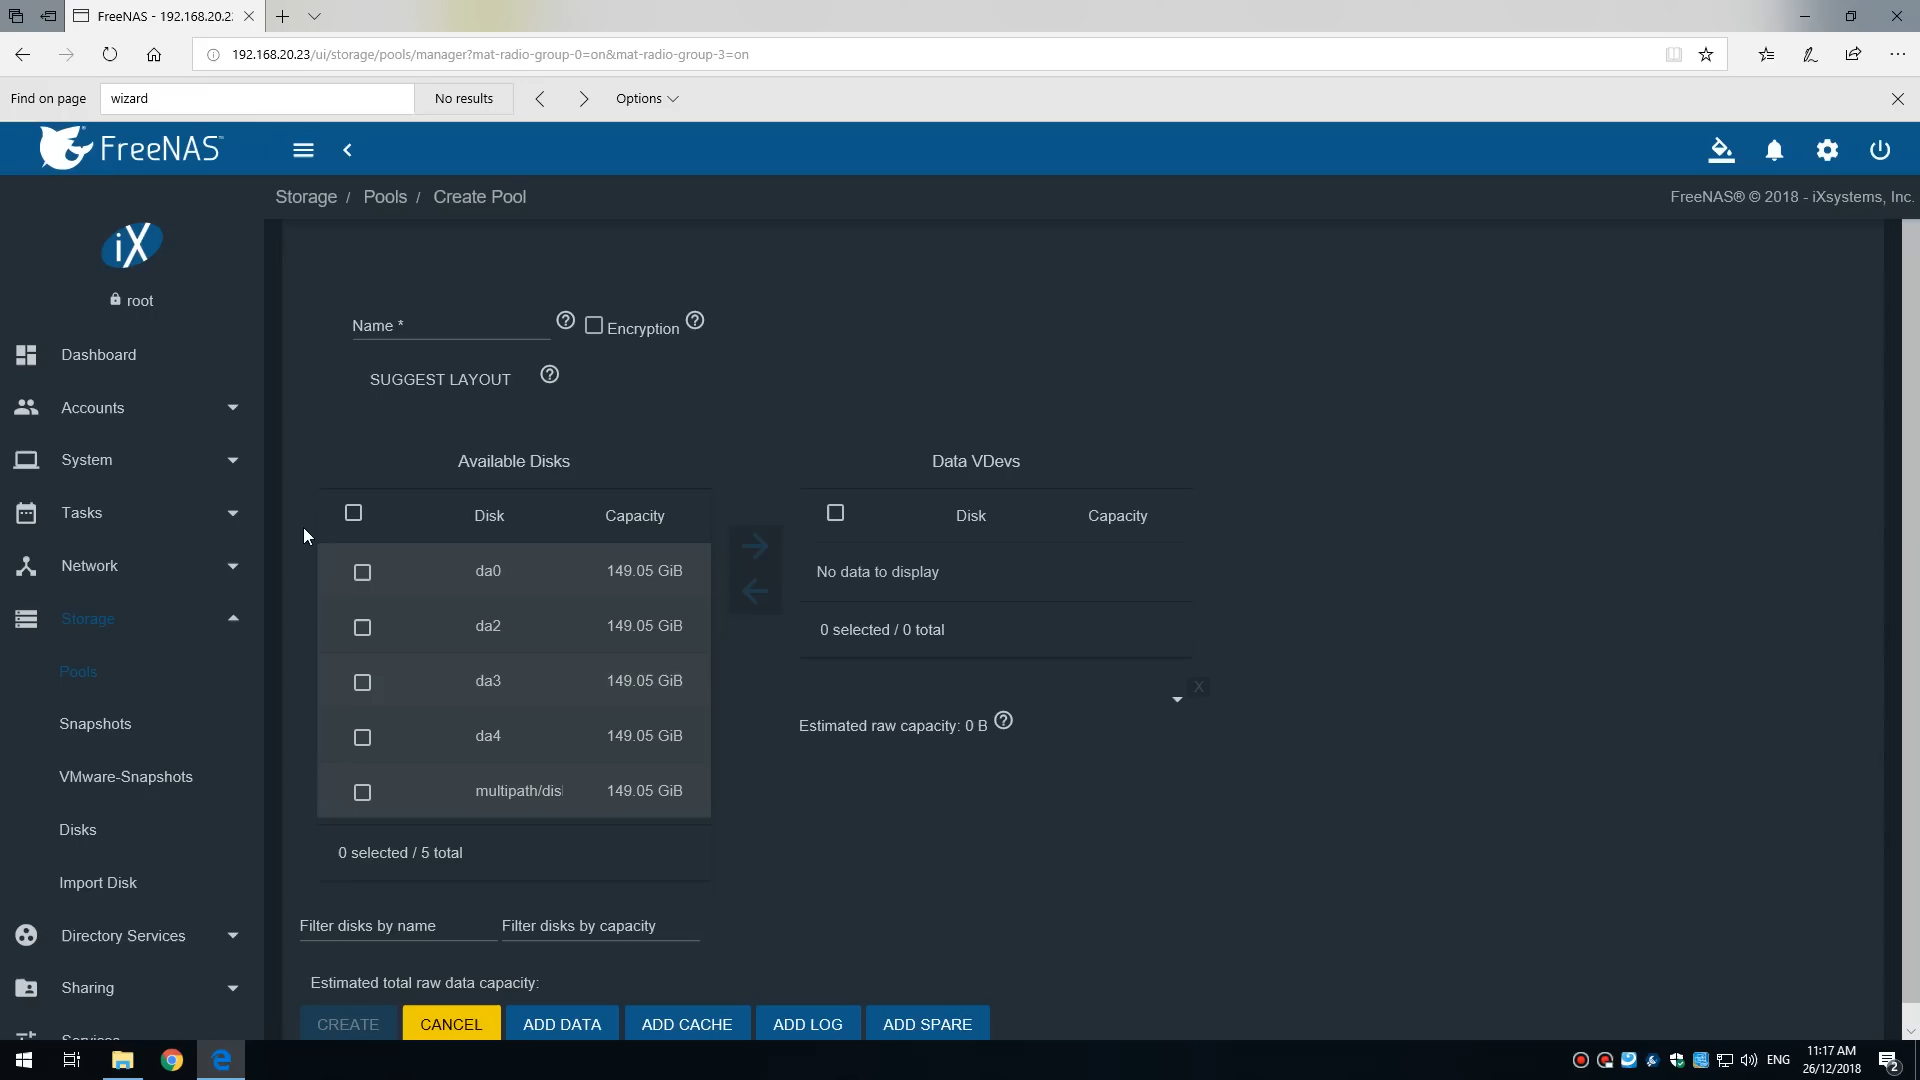 FreeNAS - 192.168.20.2
192.168.20.23/ui/storage/pools/manager?mat-radio-group-0=on&mat-radio-group-3=on
Find on page
wizard
No results
Options
FreeNAS
Storage / Pools / Create Pool
FreeNAS® © 2018 - iXsystems, Inc.
iX
root
Dashboard
Accounts
System
Tasks
Network
Storage
Pools
Snapshots
VMware-Snapshots
Disks
Import Disk
Directory Services
Sharing
Services
Name *
Encryption
SUGGEST LAYOUT
Available Disks
Disk Capacity
da0 149.05 GiB
da2 149.05 GiB
da3 149.05 GiB
da4 149.05 GiB
multipath/dis 149.05 GiB
0 selected / 5 total
Filter disks by name
Filter disks by capacity
Data VDevs
Disk Capacity
No data to display
0 selected / 0 total
X
Estimated raw capacity: 0 B
Estimated total raw data capacity:
CREATE
CANCEL
ADD DATA
ADD CACHE
ADD LOG
ADD SPARE
ENG
11:17 AM
26/12/2018
2